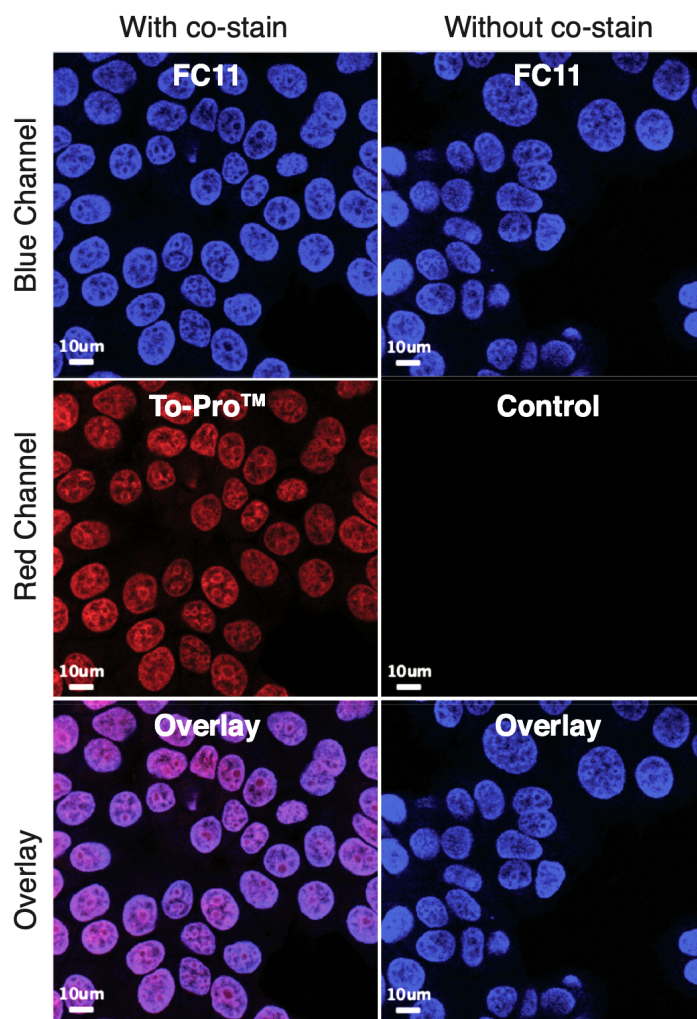 With co-stain
Without co-stain
Blue Channel
FC11
10um
FC11
10um
Red Channel
To-Pro™
10um
Control
10um
Overlay
Overlay
10um
Overlay
10um